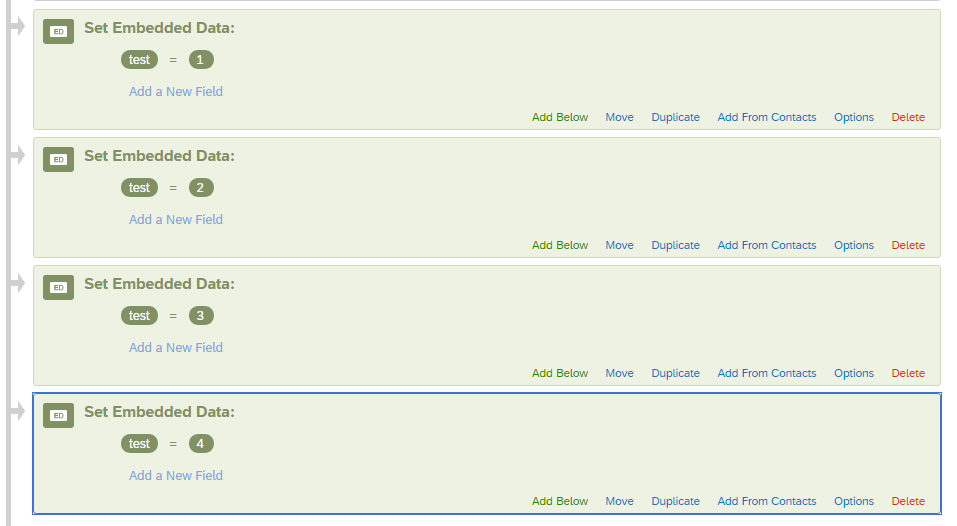 ED Set Embedded Data:
test = 1
Add a New Field
Add Below Move Duplicate Add From Contacts Options Delete
ED Set Embedded Data:
test = 2
Add a New Field
Add Below Move Duplicate Add From Contacts Options Delete
ED Set Embedded Data:
test = 3
Add a New Field
Add Below Move Duplicate Add From Contacts Options Delete
ED Set Embedded Data:
test = 4
Add a New Field
Add Below Move Duplicate Add From Contacts Options Delete